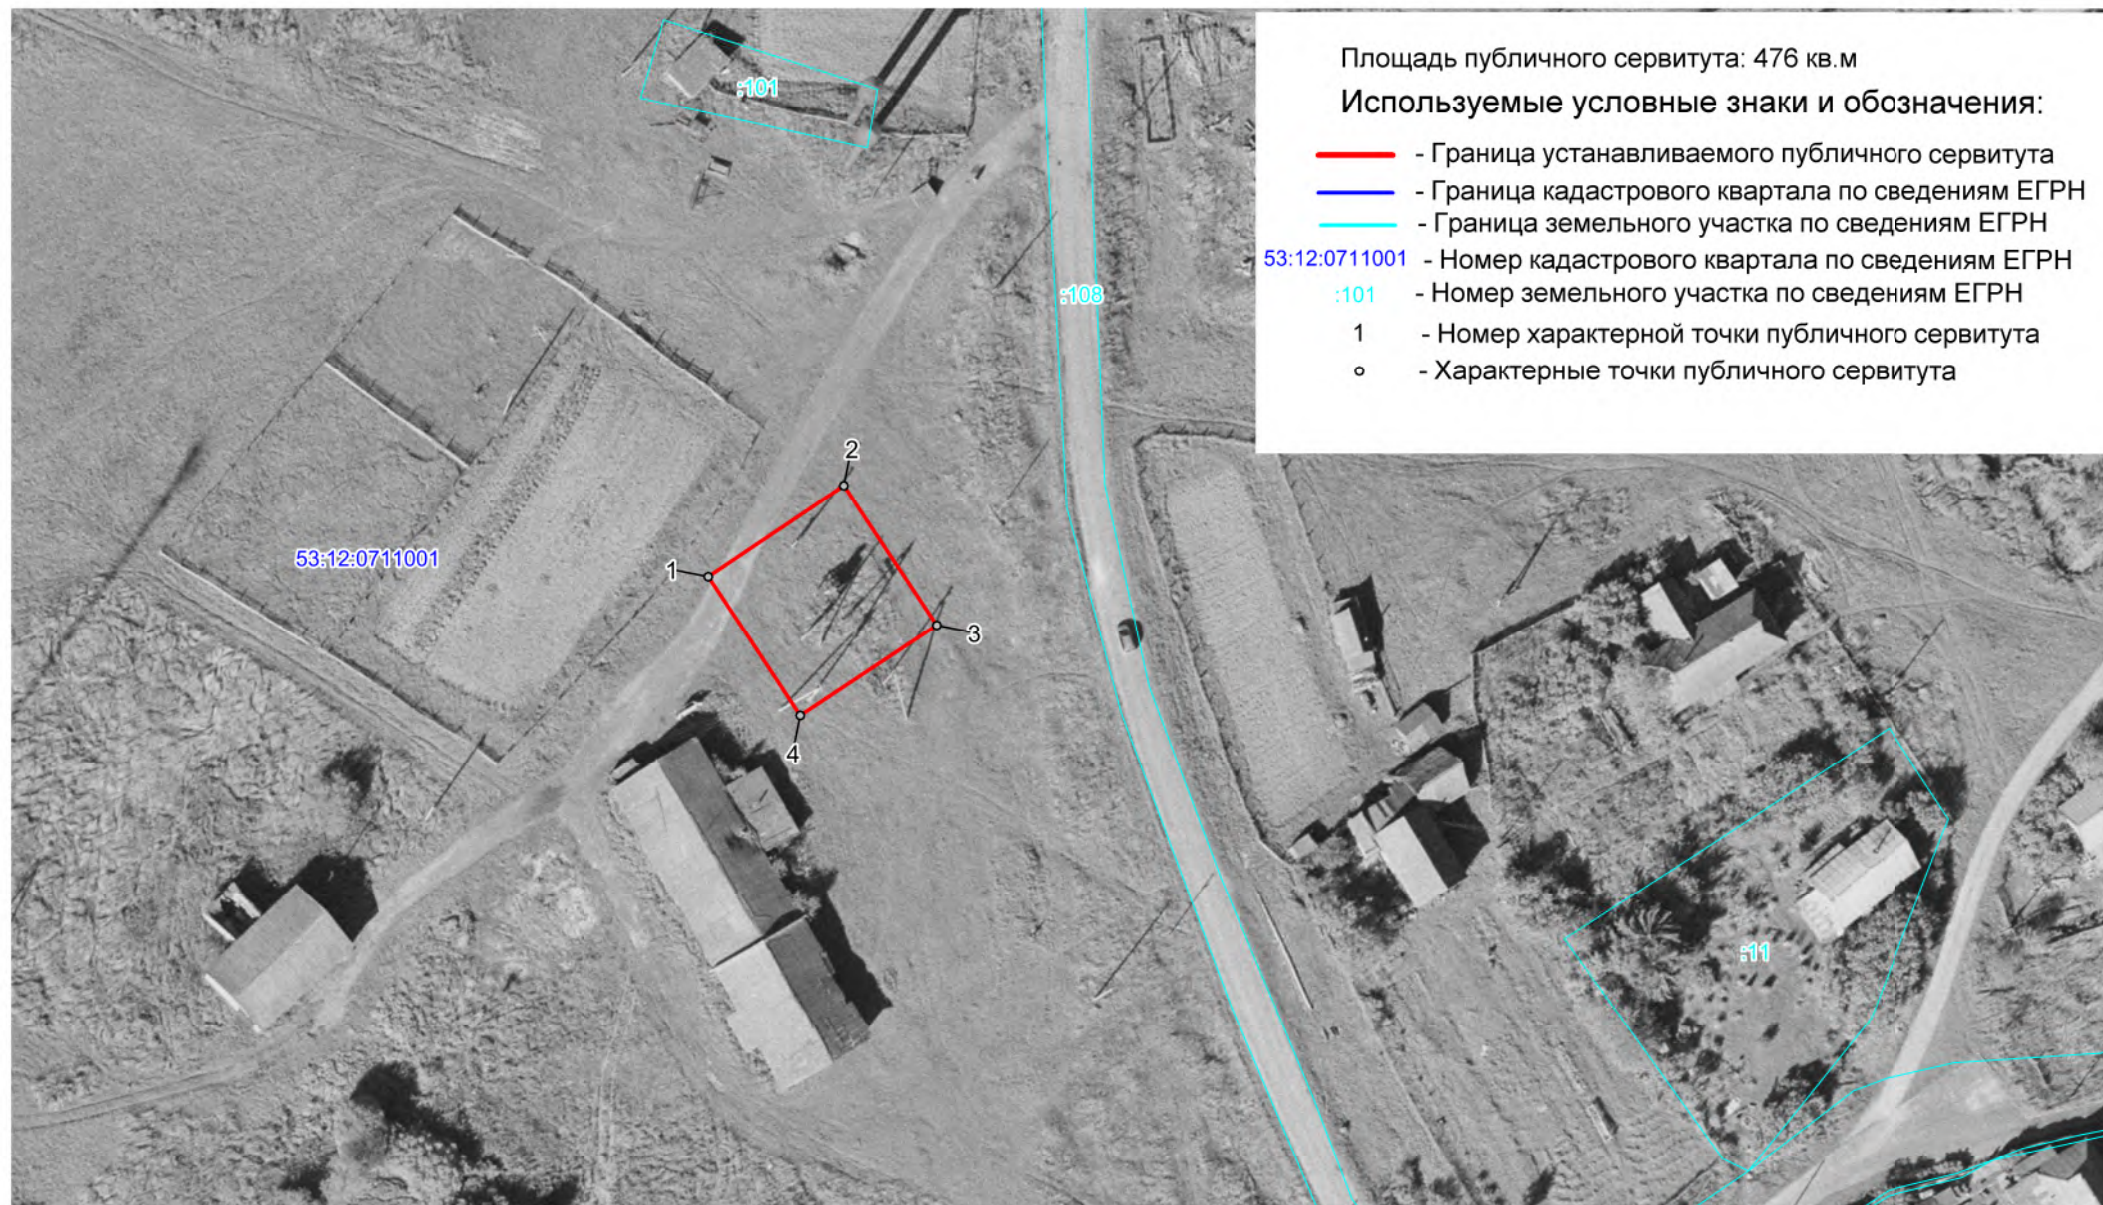 Площадь публичного сервитута: 476 кв.м
Используемые условные знаки и обозначения:
- Граница устанавливаемого публичного сервитута
- Граница кадастрового квартала по сведениям ЕГРН
- Граница земельного участка по сведениям ЕГРН
53:12:0711001 - Номер кадастрового квартала по сведениям ЕГРН
:101 - Номер земельного участка по сведениям ЕГРН
1 - Номер характерной точки публичного сервитута
- Характерные точки публичного сервитута
:101
:108
2
53:12:0711001
1
3
4
:11